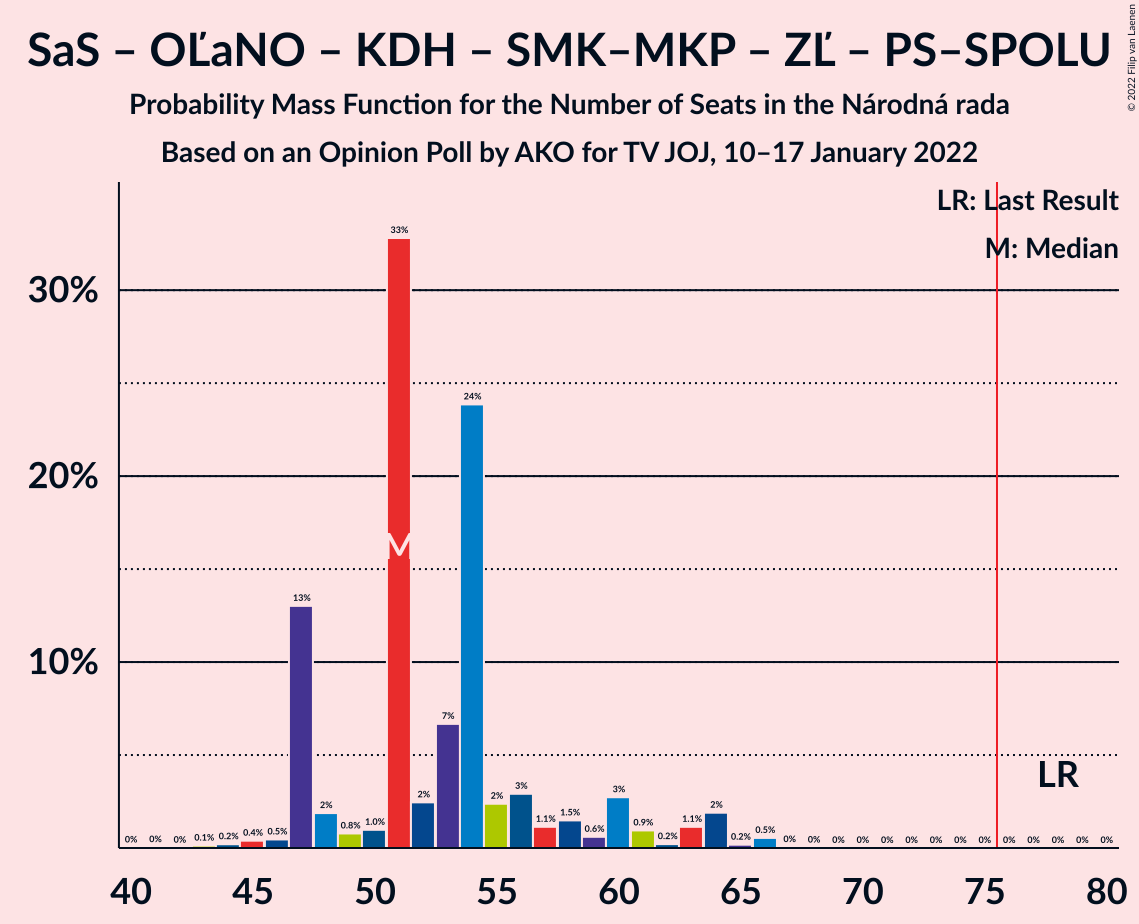 SaS – OĽaNO – KDH – SMK–MKP – ZĽ – PS–SPOLU
Probability Mass Function for the Number of Seats in the Národná rada
Based on an Opinion Poll by AKO for TV JOJ, 10–17 January 2022
© 2022 Filip van Laenen
LR: Last Result
M: Median
30%
20%
10%
0% 0% 0% 0.1% 0.2% 0.4% 0.5% 13% 2% 0.8% 1.0% 33% 2% 7% 24% 2% 3% 1.1% 1.5% 0.6% 3% 0.9% 0.2% 1.1% 2% 0.2% 0.5% 0% 0% 0% 0% 0% 0% 0% 0% 0% 0% 0% 0% 0% 0%
M
LR
40 45 50 55 60 65 70 75 80